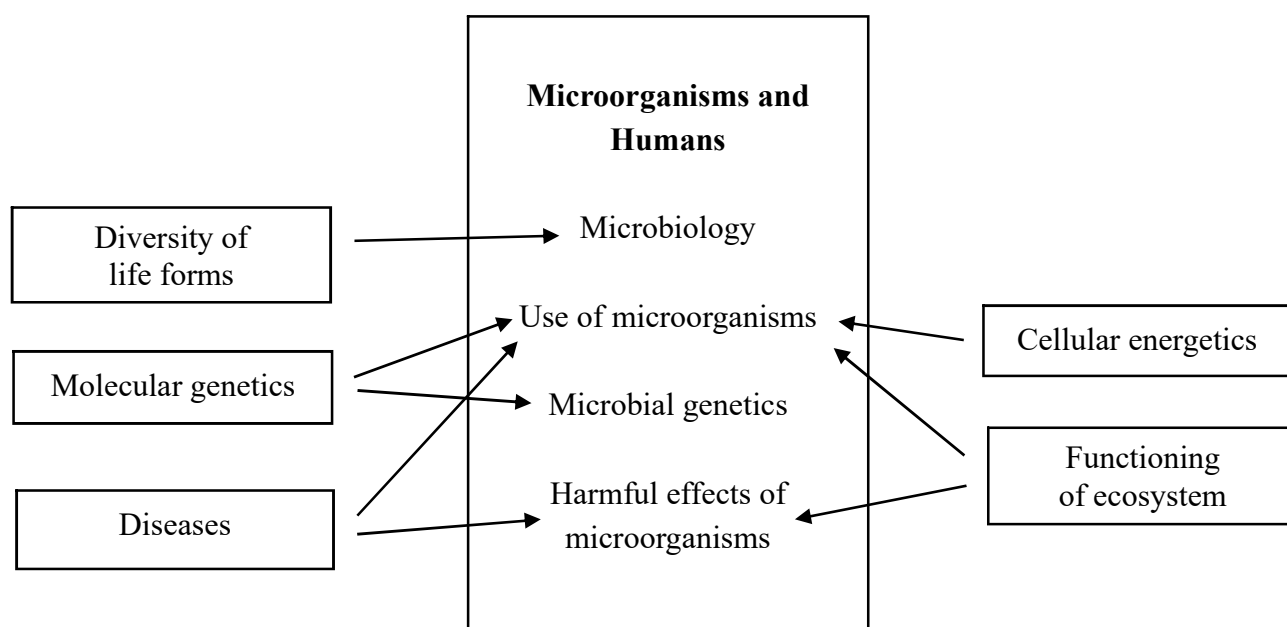 Microorganisms and
Humans
Diversity of
life forms
Microbiology
Use of microorganisms
Cellular energetics
Molecular genetics
Microbial genetics
Functioning
of ecosystem
Diseases
Harmful effects of
microorganisms